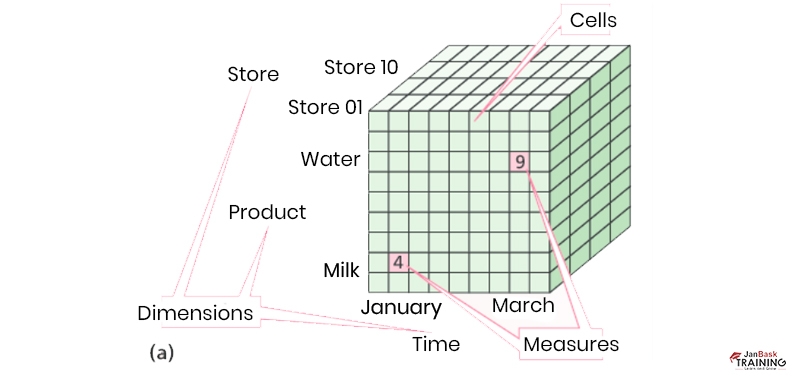 Cells
Store 10
Store
Store 01
Water
9
Product
4
Milk
January
March
Dimensions
Time
Measures
(a)
JanBask
TRAINING